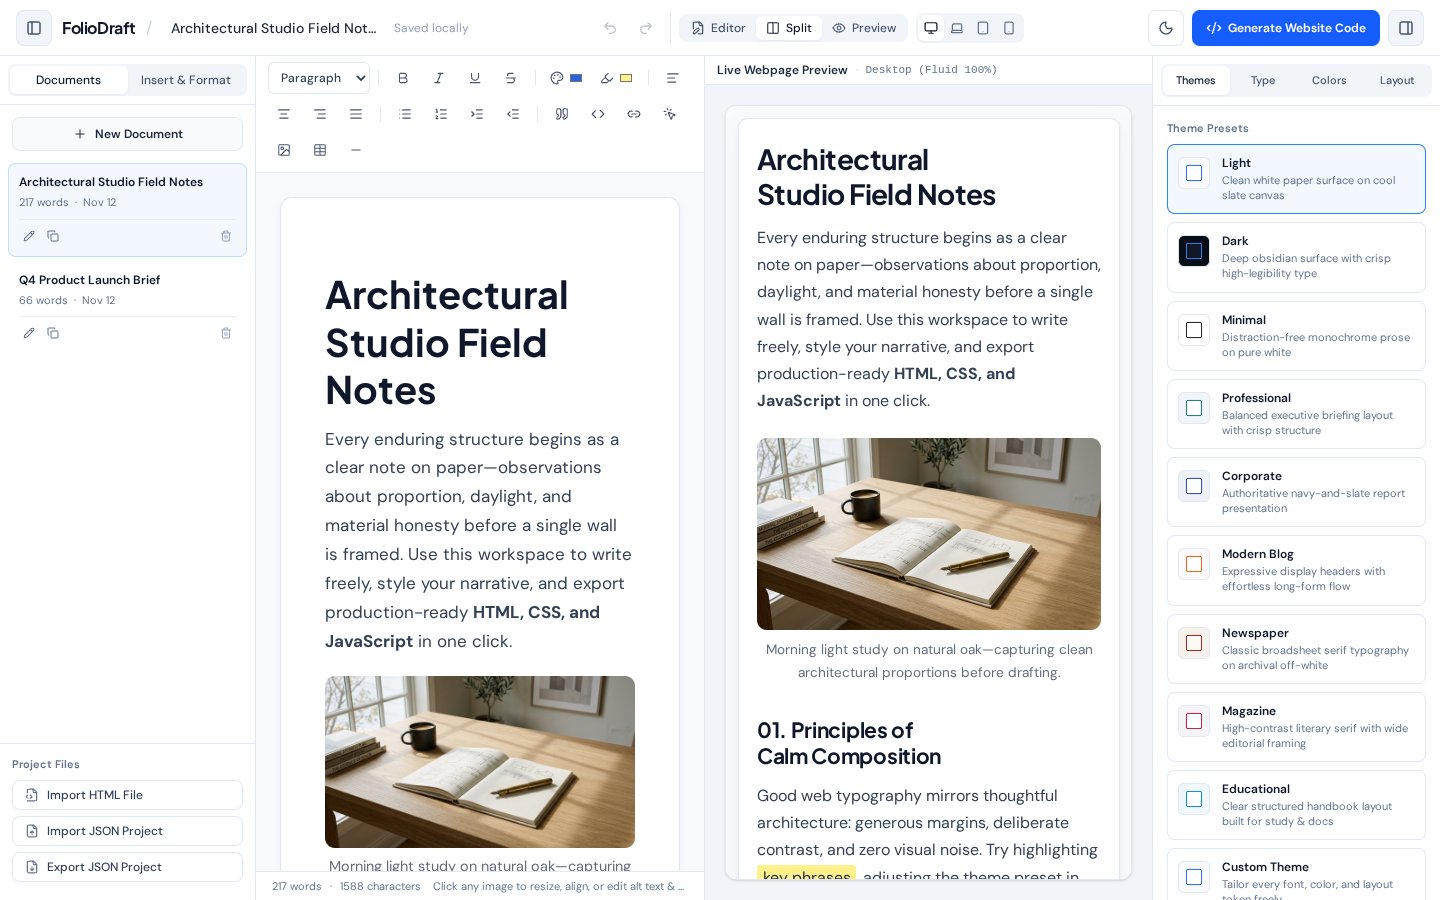 FolioDraft
/
Architectural Studio Field Not...
Saved locally
Editor
Split
Preview
Generate Website Code
Documents
Insert & Format
New Document
Architectural Studio Field Notes
217 words · Nov 12
Q4 Product Launch Brief
66 words · Nov 12
Project Files
Import HTML File
Import JSON Project
Export JSON Project
Paragraph
Architectural
Studio Field
Notes
Every enduring structure begins as a
clear note on paper—observations
about proportion, daylight, and
material honesty before a single wall
is framed. Use this workspace to write
freely, style your narrative, and export
production-ready HTML, CSS, and
JavaScript in one click.
Morning light study on natural oak—capturing
217 words · 1588 characters Click any image to resize, align, or edit alt text & ...
Live Webpage Preview · Desktop (Fluid 100%)
Architectural
Studio Field Notes
Every enduring structure begins as a clear
note on paper—observations about proportion,
daylight, and material honesty before a single
wall is framed. Use this workspace to write
freely, style your narrative, and export
production-ready HTML, CSS, and
JavaScript in one click.
Morning light study on natural oak—capturing clean
architectural proportions before drafting.
01. Principles of
Calm Composition
Good web typography mirrors thoughtful
architecture: generous margins, deliberate
contrast, and zero visual noise. Try highlighting
key phrases, adjusting the theme preset in
Themes
Type
Colors
Layout
Theme Presets
Light
Clean white paper surface on cool
slate canvas
Dark
Deep obsidian surface with crisp
high-legibility type
Minimal
Distraction-free monochrome prose
on pure white
Professional
Balanced executive briefing layout
with crisp structure
Corporate
Authoritative navy-and-slate report
presentation
Modern Blog
Expressive display headers with
effortless long-form flow
Newspaper
Classic broadsheet serif typography
on archival off-white
Magazine
High-contrast literary serif with wide
editorial framing
Educational
Clear structured handbook layout
built for study & docs
Custom Theme
Tailor every font, color, and layout
token freely